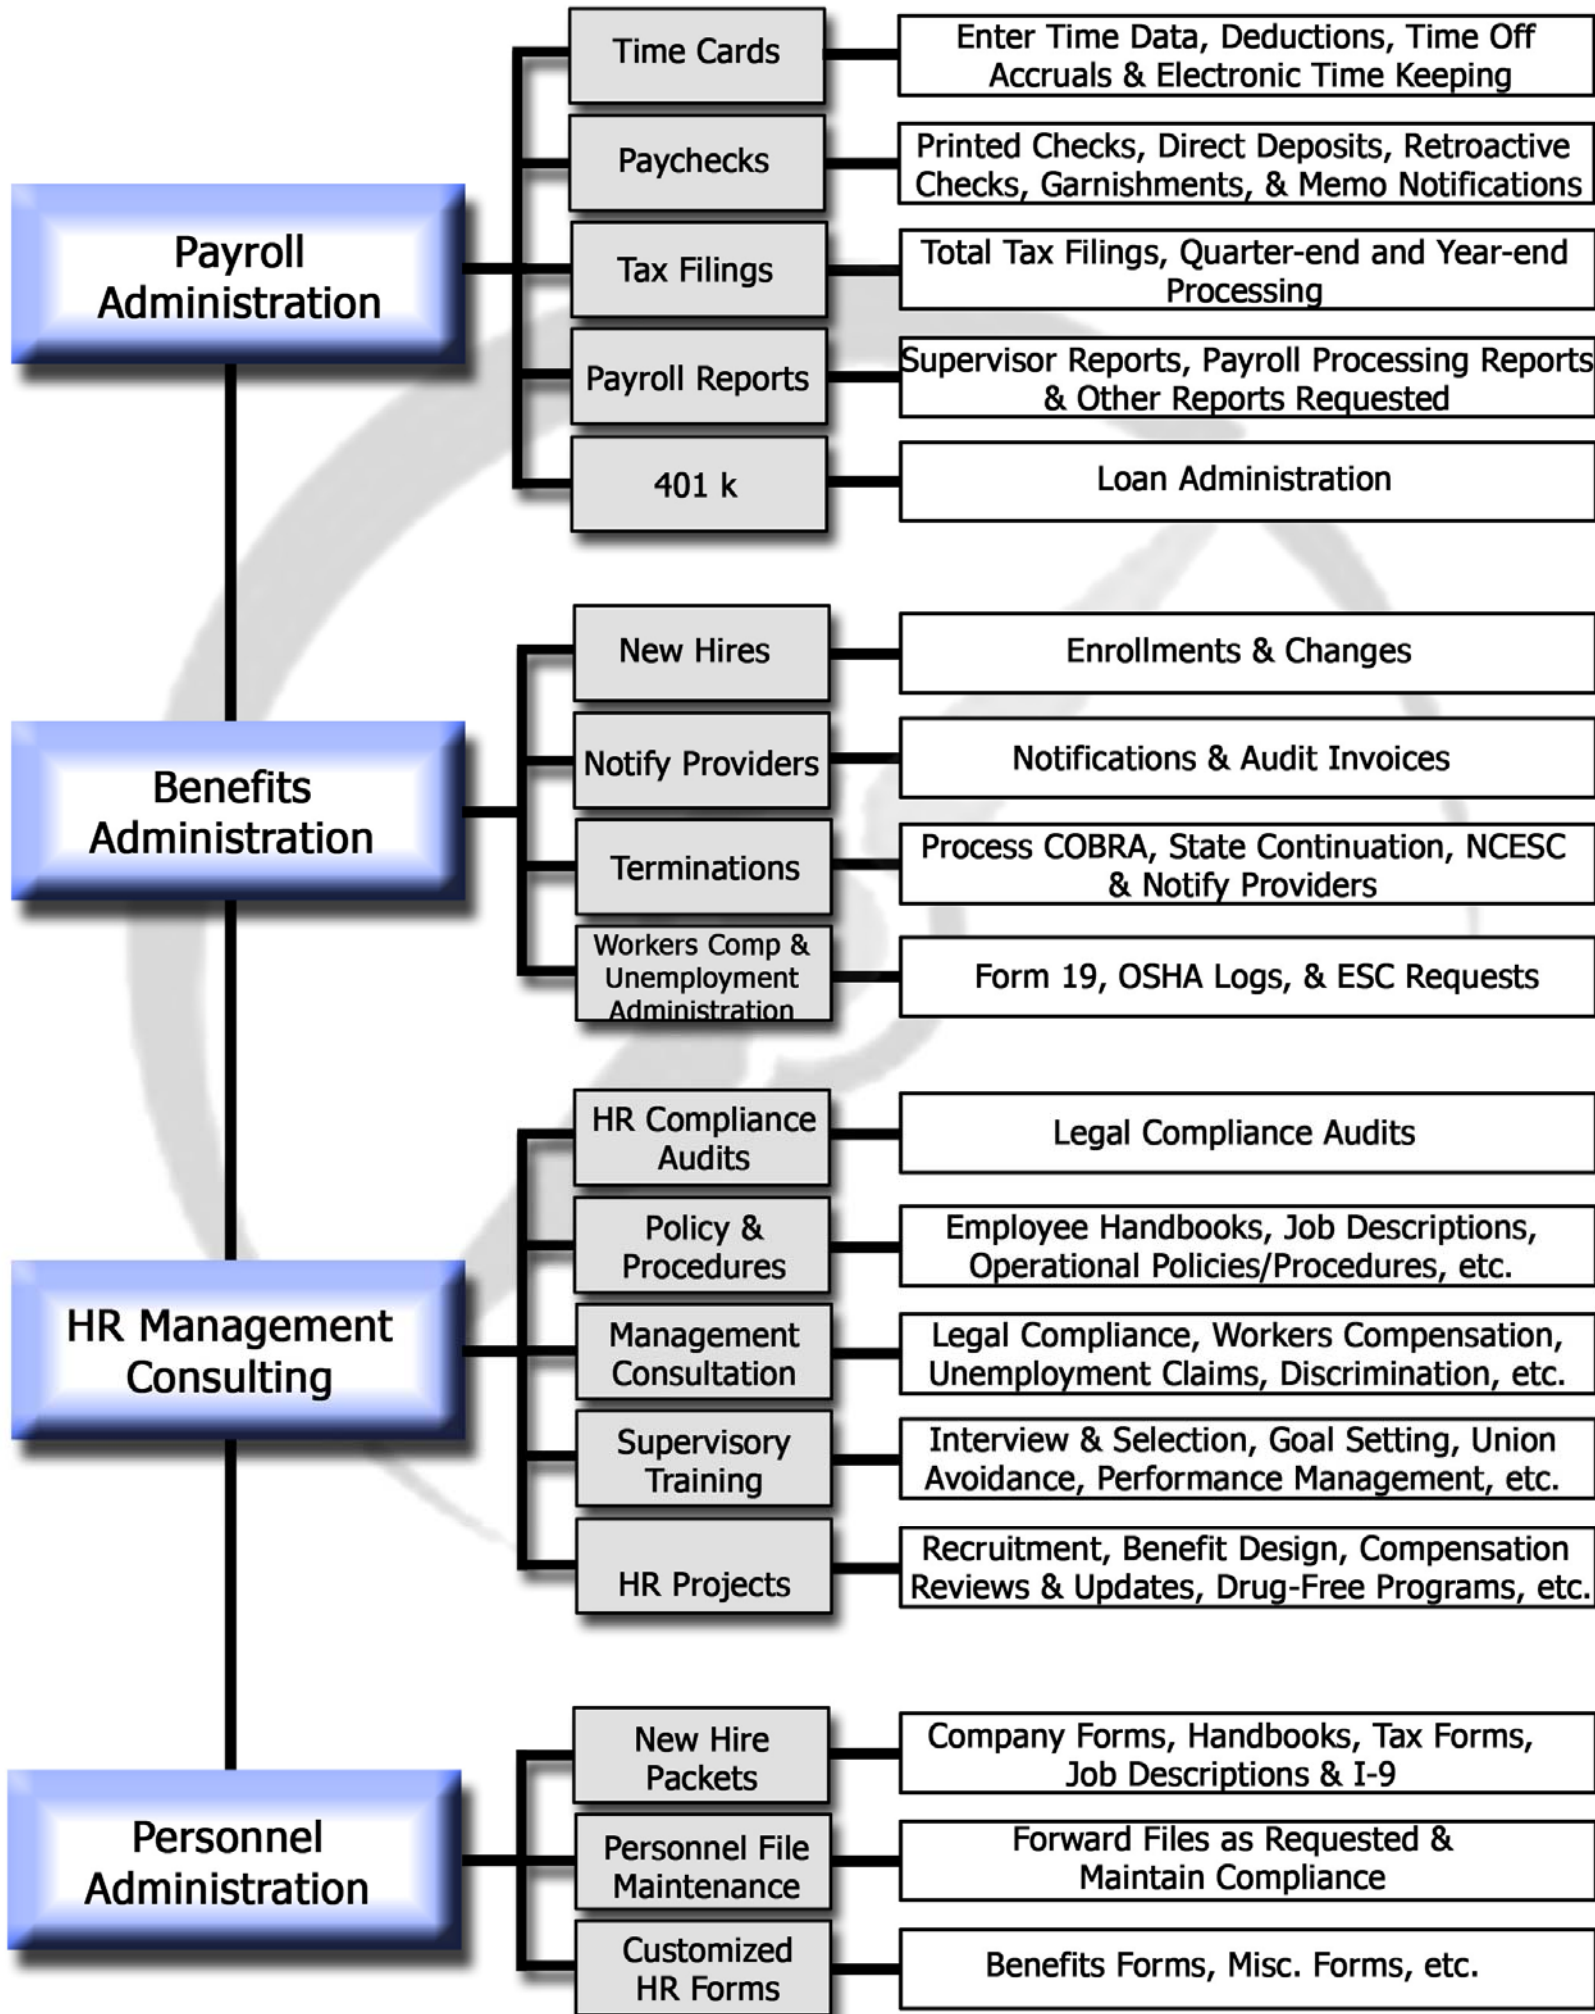 Payroll
Administration
Time Cards
Enter Time Data, Deductions, Time Off
Accruals & Electronic Time Keeping
Paychecks
Printed Checks, Direct Deposits, Retroactive
Checks, Garnishments, & Memo Notifications
Tax Filings
Total Tax Filings, Quarter-end and Year-end
Processing
Payroll Reports
Supervisor Reports, Payroll Processing Reports
& Other Reports Requested
401 k
Loan Administration
Benefits
Administration
New Hires
Enrollments & Changes
Notify Providers
Notifications & Audit Invoices
Terminations
Process COBRA, State Continuation, NCESC
& Notify Providers
Workers Comp &
Unemployment
Administration
Form 19, OSHA Logs, & ESC Requests
HR Management
Consulting
HR Compliance
Audits
Legal Compliance Audits
Policy &
Procedures
Employee Handbooks, Job Descriptions,
Operational Policies/Procedures, etc.
Management
Consultation
Legal Compliance, Workers Compensation,
Unemployment Claims, Discrimination, etc.
Supervisory
Training
Interview & Selection, Goal Setting, Union
Avoidance, Performance Management, etc.
HR Projects
Recruitment, Benefit Design, Compensation
Reviews & Updates, Drug-Free Programs, etc.
Personnel
Administration
New Hire
Packets
Company Forms, Handbooks, Tax Forms,
Job Descriptions & I-9
Personnel File
Maintenance
Forward Files as Requested &
Maintain Compliance
Customized
HR Forms
Benefits Forms, Misc. Forms, etc.